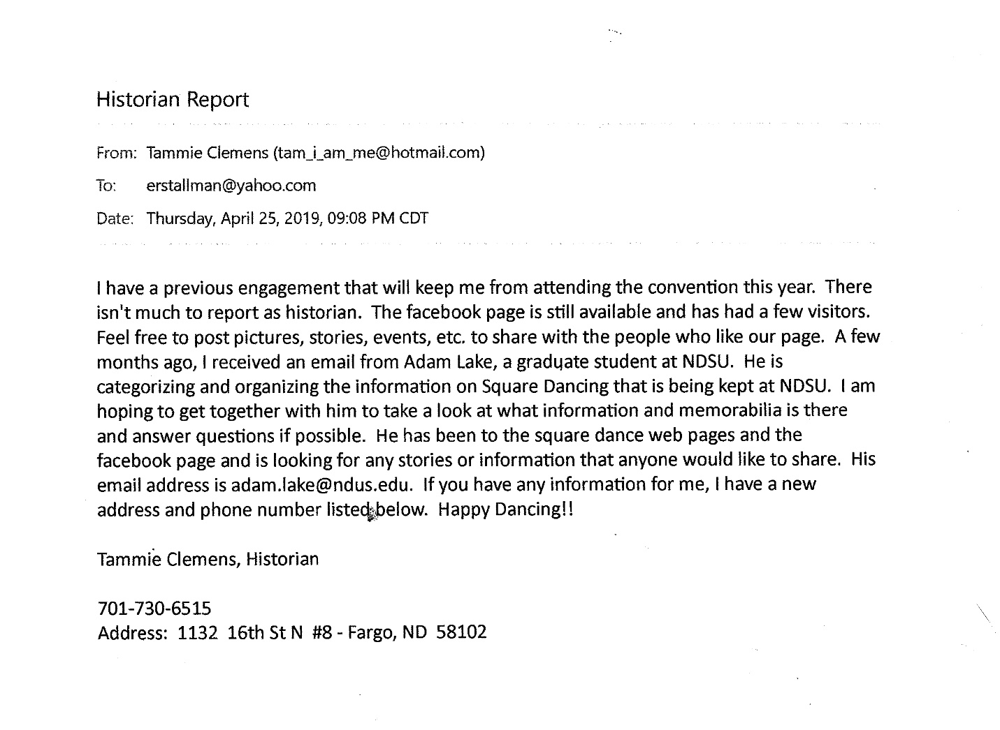 Historian Report
From: Tammie Clemens (tam_i_am_me@hotmail.com)
To: erstallman@yahoo.com
Date: Thursday, April 25, 2019, 09:08 PM CDT
I have a previous engagement that will keep me from attending the convention this year.  There
isn't much to report as historian.  The facebook page is still available and has had a few visitors.
Feel free to post pictures, stories, events, etc. to share with the people who like our page.  A few
months ago, I received an email from Adam Lake, a graduate student at NDSU.  He is
categorizing and organizing the information on Square Dancing that is being kept at NDSU.  I am
hoping to get together with him to take a look at what information and memorabilia is there
and answer questions if possible.  He has been to the square dance web pages and the
facebook page and is looking for any stories or information that anyone would like to share.  His
email address is adam.lake@ndus.edu.  If you have any information for me, I have a new
address and phone number listed below.  Happy Dancing!!
Tammie Clemens, Historian
701-730-6515
Address:  1132  16th St N  #8 - Fargo, ND  58102